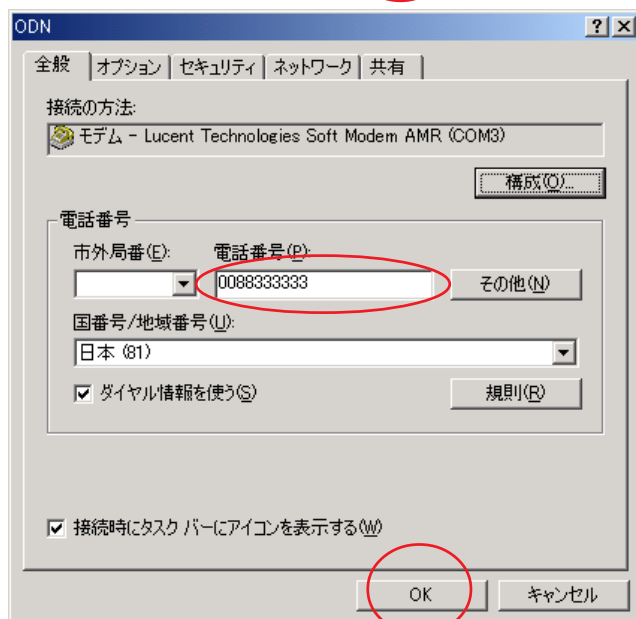 ODN
全般 オプション セキュリティ ネットワーク 共有
接続の方法:
モデム - Lucent Technologies Soft Modem AMR (COM3)
構成(O)...
電話番号
市外局番(E): 電話番号(P):
0088333333 その他(N)
国番号/地域番号(U):
日本 (81)
ダイヤル情報を使う(S) 規則(R)
接続時にタスク バーにアイコンを表示する(W)
OK キャンセル